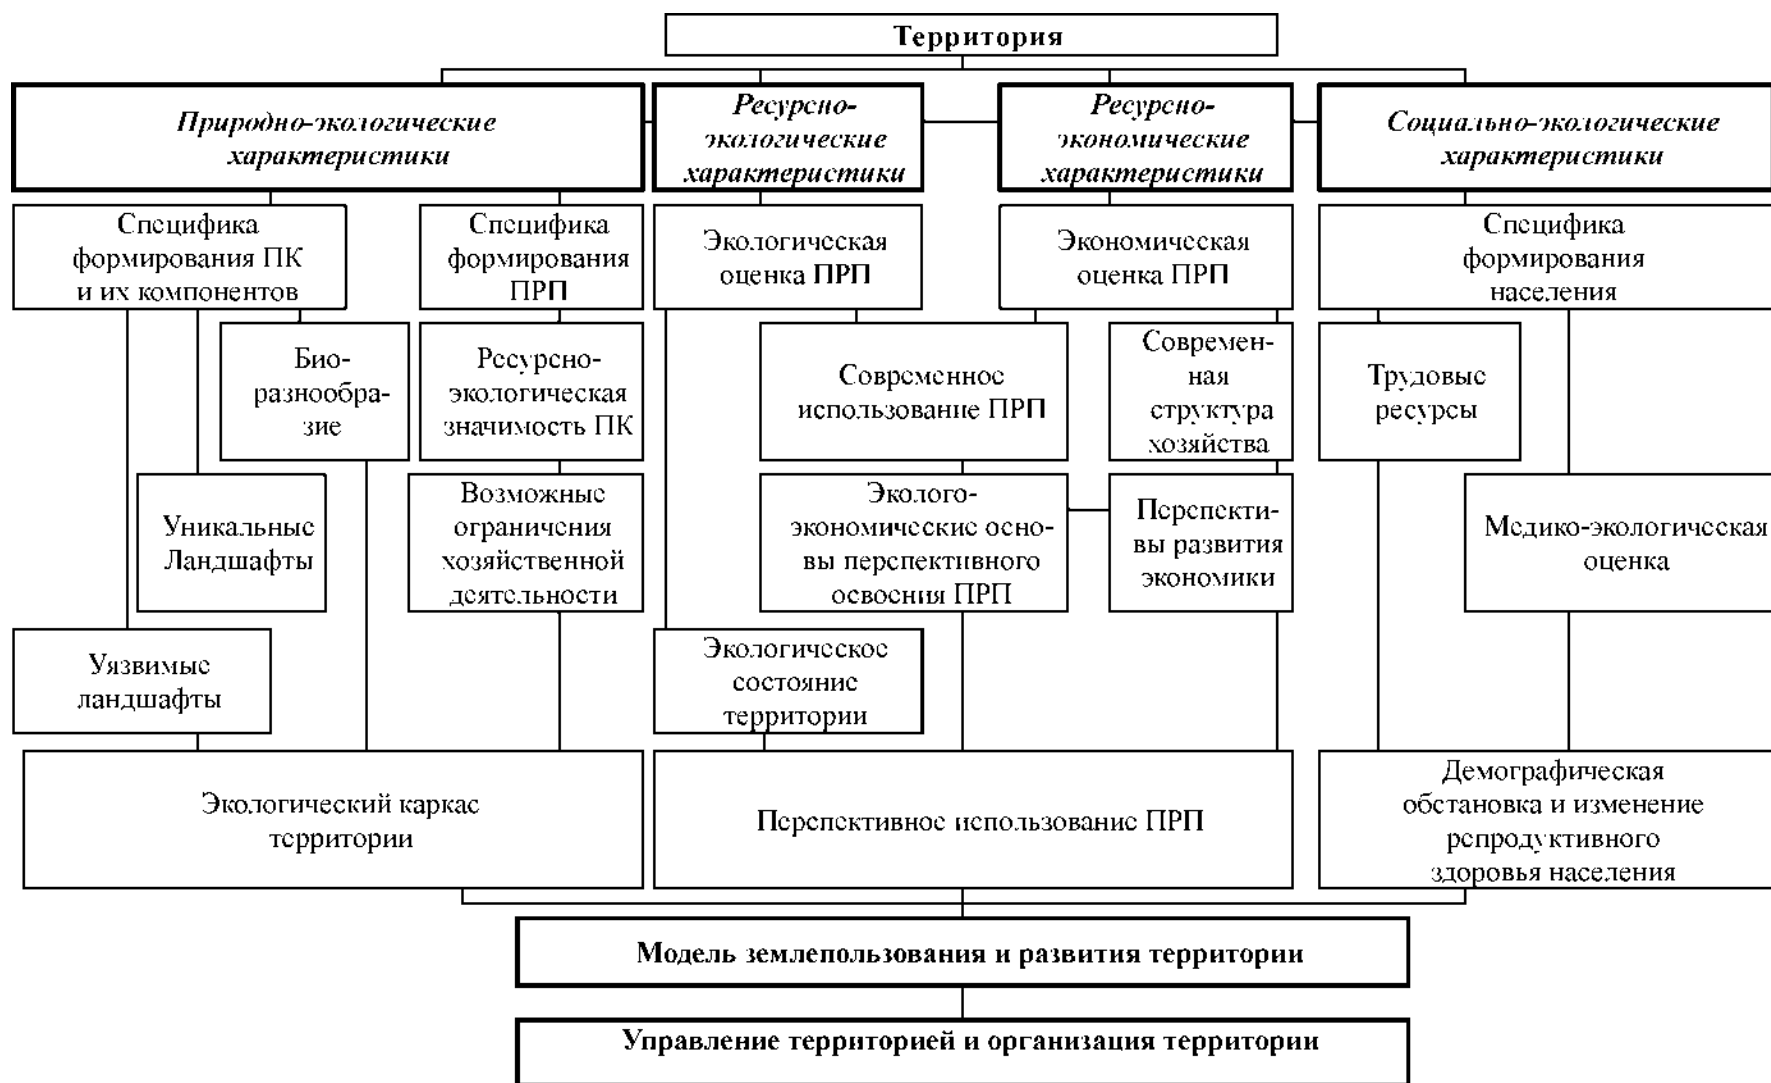 Территория
Природно-экологические
характеристики
Ресурсно-
экологические
характеристики
Ресурсно-
экономические
характеристики
Социально-экологические
характеристики
Специфика
формирования ПК
и их компонентов
Специфика
формирования
ПРП
Экологическая
оценка ПРП
Экономическая
оценка ПРП
Специфика
формирования
населения
Био-
разнообра-
зие
Ресурсно-
экологическая
значимость ПК
Современное
использование ПРП
Современ-
ная
структура
хозяйства
Трудовые
ресурсы
Уникальные
Ландшафты
Возможные
ограничения
хозяйственной
деятельности
Эколого-
экономические осно-
вы перспективного
освоения ПРП
Перспекти-
вы развития
экономики
Медико-экологическая
оценка
Уязвимые
ландшафты
Экологическое
состояние
территории
Экологический каркас
территории
Перспективное использование ПРП
Демографическая
обстановка и изменение
репродуктивного
здоровья населения
Модель землепользования и развития территории
Управление территорией и организация территории